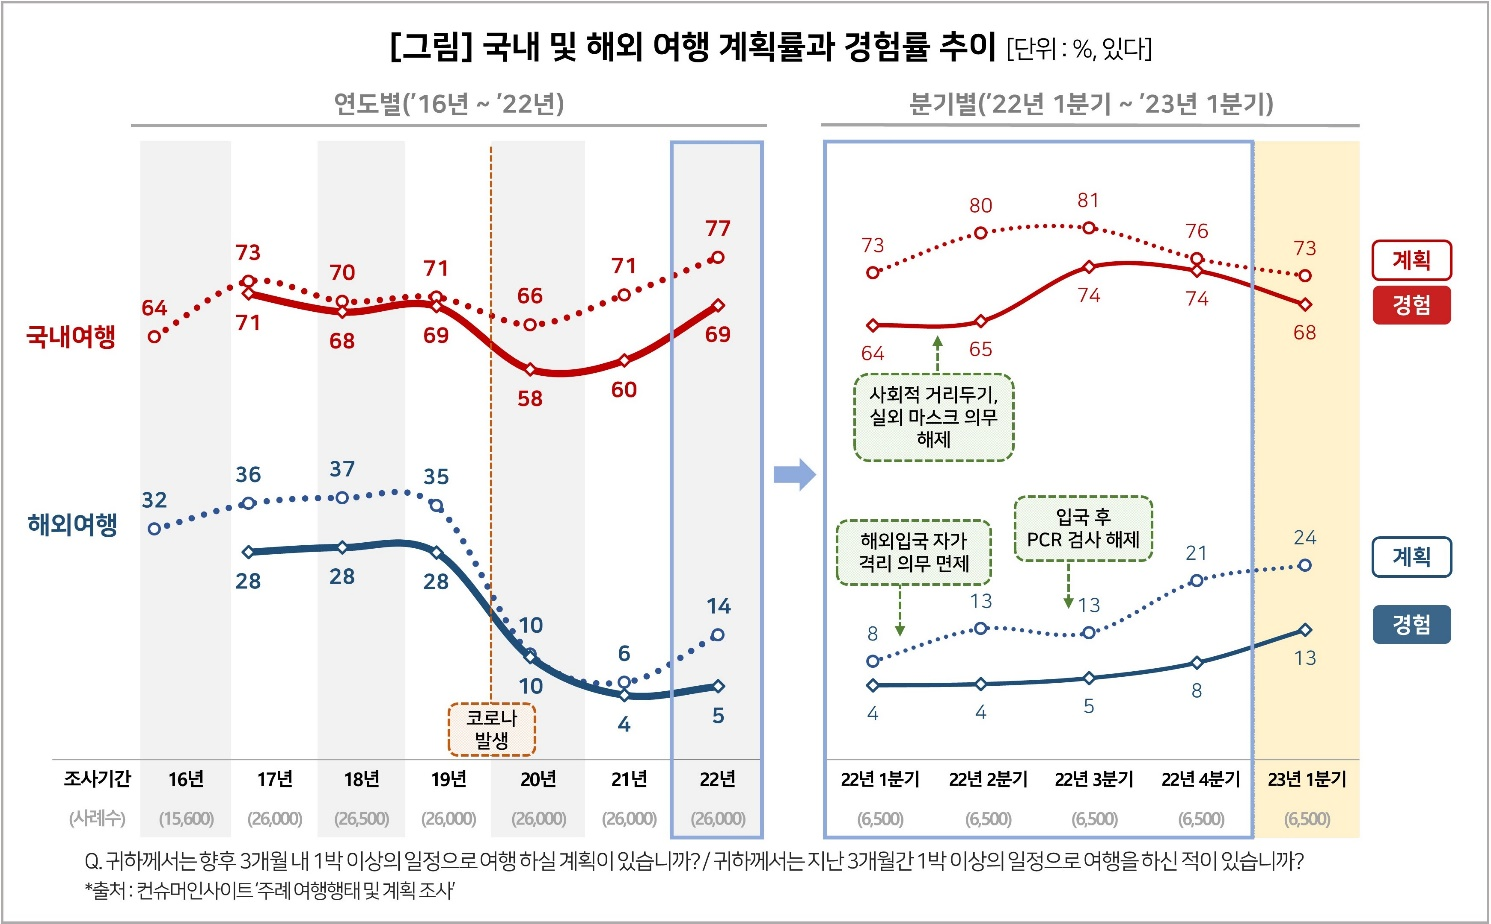 [그림] 국내 및 해외 여행 계획률과 경험률 추이 [단위 : %, 있다]
연도별('16년 ~ '22년)
분기별('22년 1분기 ~ '23년 1분기)
국내여행
64 73 70 71 66 71 77
71 68 69 58 60 69
해외여행
32 36 37 35 10 6 14
28 28 28 10 4 5
코로나
발생
73 80 81 76 73
64 65 74 74 68
계획
경험
사회적 거리두기,
실외 마스크 의무
해제
해외입국 자가
격리 의무 면제
입국 후
PCR 검사 해제
8 13 13 21 24
4 4 5 8 13
계획
경험
조사기간 16년 17년 18년 19년 20년 21년 22년 22년 1분기 22년 2분기 22년 3분기 22년 4분기 23년 1분기
(사례수) (15,600) (26,000) (26,500) (26,000) (26,000) (26,000) (26,000) (6,500) (6,500) (6,500) (6,500) (6,500)
Q. 귀하께서는 향후 3개월 내 1박 이상의 일정으로 여행 하실 계획이 있습니까? / 귀하께서는 지난 3개월간 1박 이상의 일정으로 여행을 하신 적이 있습니까?
*출처 : 컨슈머인사이트 '주례 여행행태 및 계획 조사'